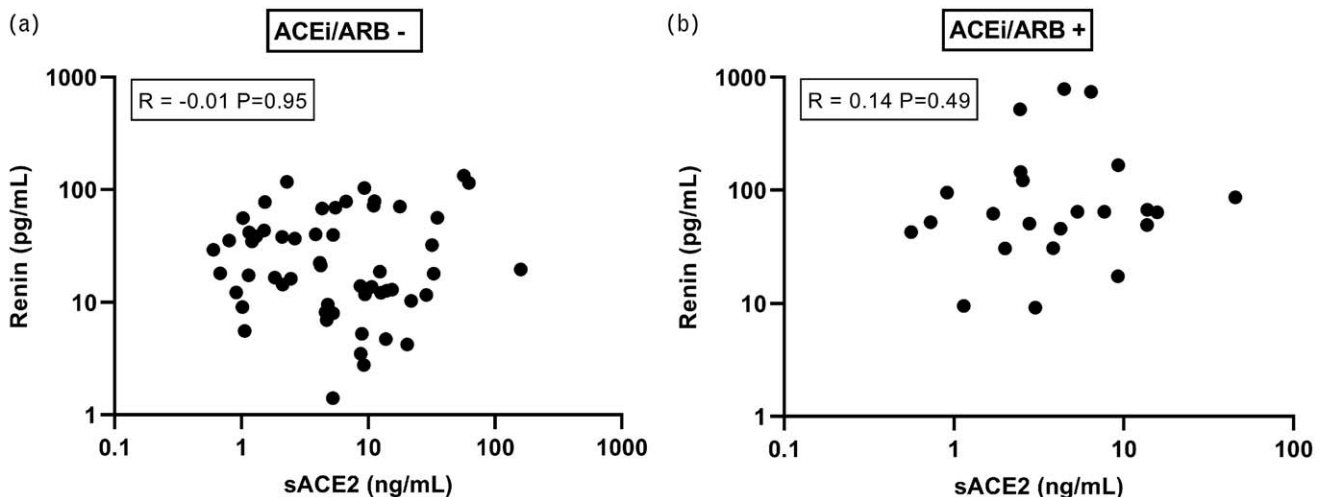 (a)
ACEi/ARB -
R = -0.01 P=0.95
Renin (pg/mL)
1000
100
10
1
0.1
1
10
100
1000
sACE2 (ng/mL)
(b)
ACEi/ARB +
R = 0.14 P=0.49
Renin (pg/mL)
1000
100
10
1
0.1
1
10
100
sACE2 (ng/mL)